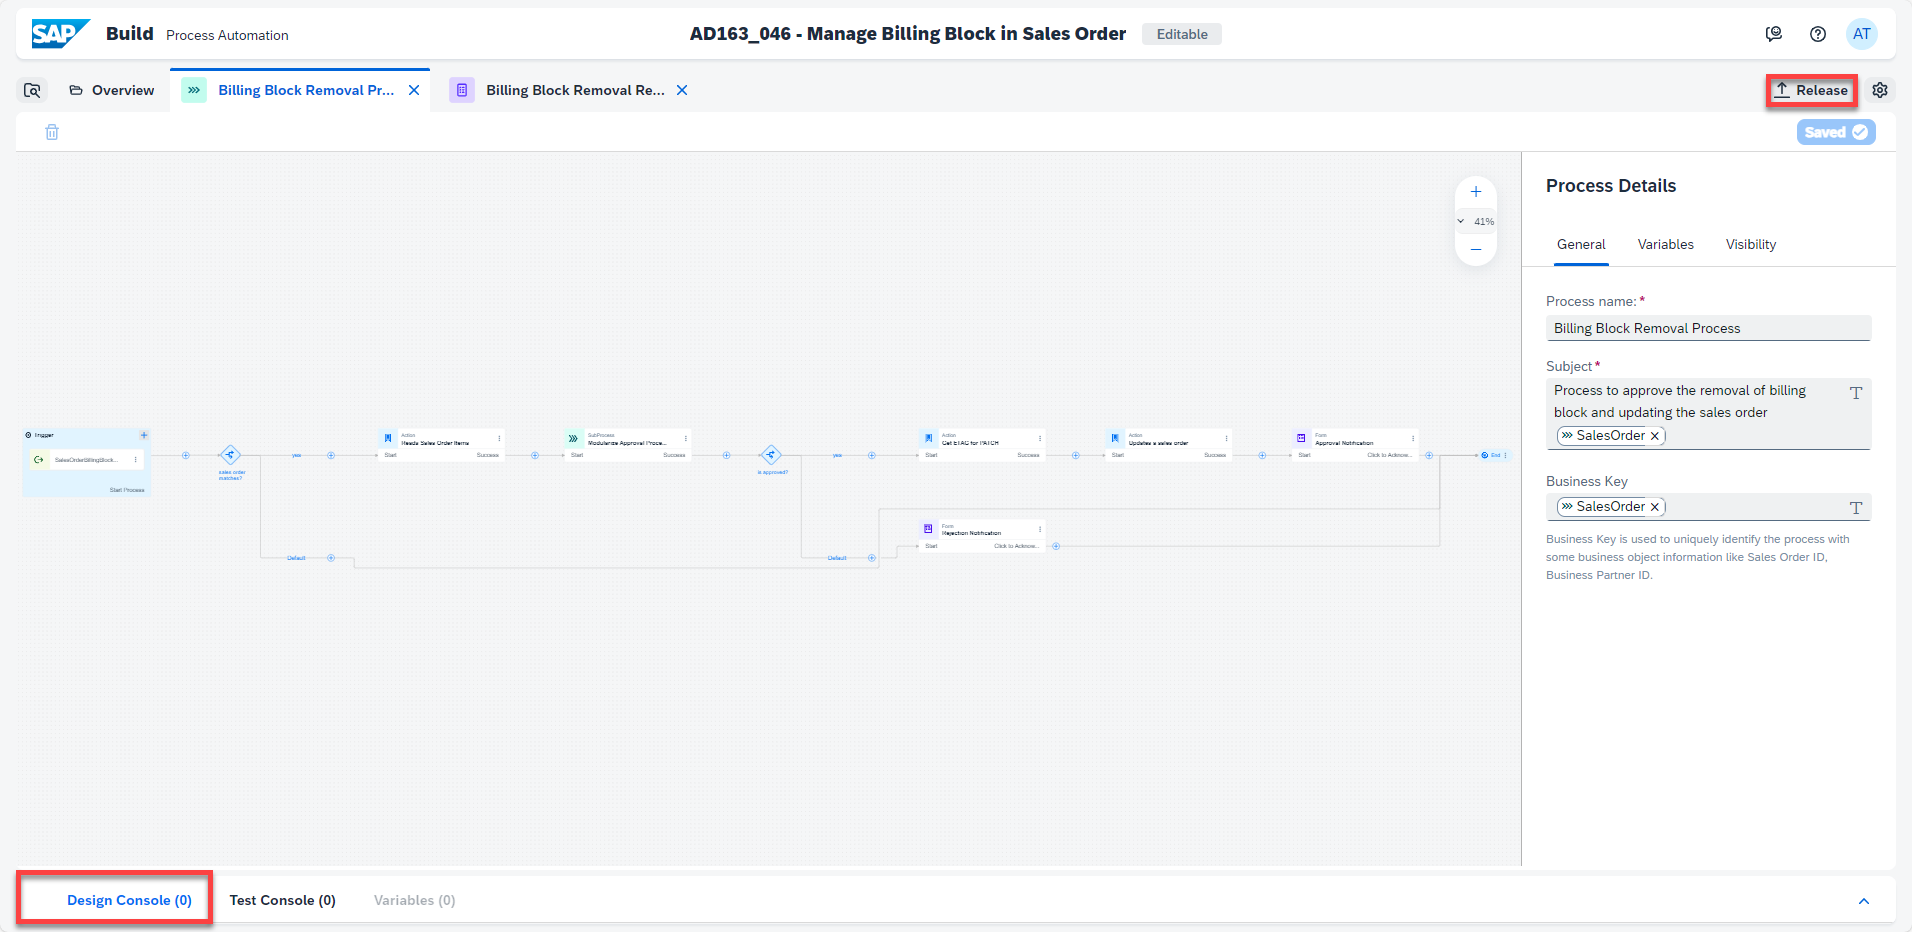 SAP Build Process Automation
AD163_046 - Manage Billing Block in Sales Order Editable
AT
Overview
Billing Block Removal Pr...
Billing Block Removal Re...
Release
Saved
41%
Trigger
SalesOrderBillingBlock...
Start Process
sales order
matches?
yes
Default
Action
Reads Sales Order Items
Start Success
SubProcess
Modularize Approval Proce...
Start Success
is approved?
yes
Default
Action
Get ETAG for PATCH
Start Success
Action
Updates a sales order
Start Success
Form
Approval Notification
Start Click to Acknow...
End
Form
Rejection Notification
Start Click to Acknow...
Process Details
General Variables Visibility
Process name: *
Billing Block Removal Process
Subject *
Process to approve the removal of billing
block and updating the sales order
SalesOrder
Business Key
SalesOrder
Business Key is used to uniquely identify the process with
some business object information like Sales Order ID,
Business Partner ID.
Design Console (0) Test Console (0) Variables (0)